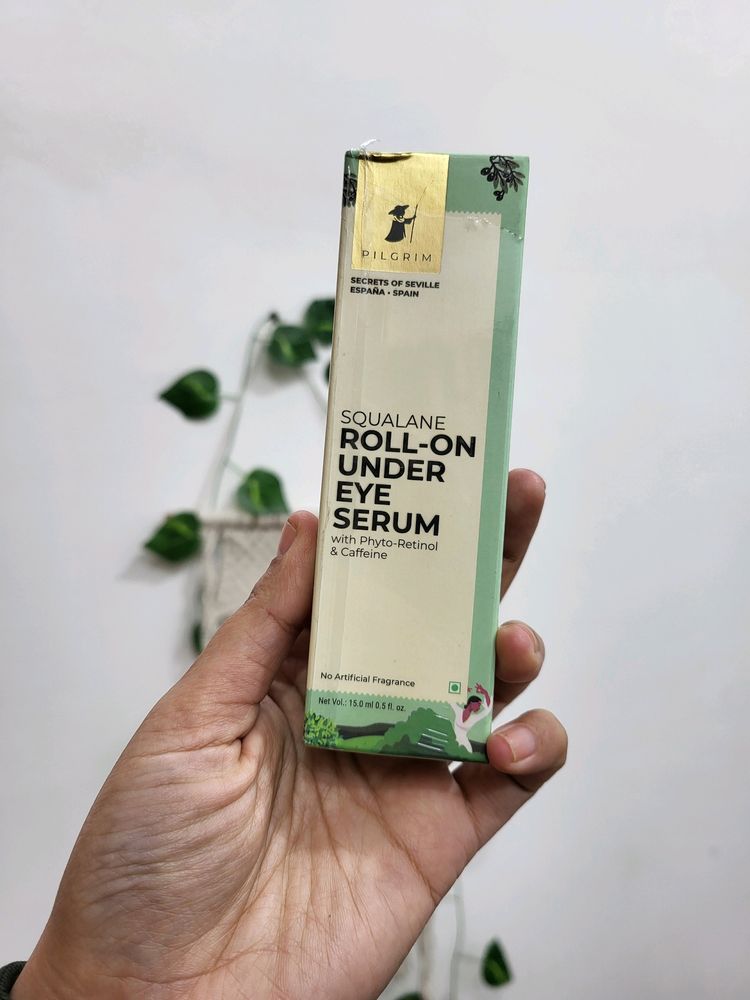 PILGRIM
SECRETS OF SEVILLE
ESPAÑA • SPAIN
SQUALANE
ROLL-ON
UNDER
EYE
SERUM
with Phyto-Retinol
& Caffeine
No Artificial Fragrance
Net Vol.: 15.0 ml 0.5 fl. oz.